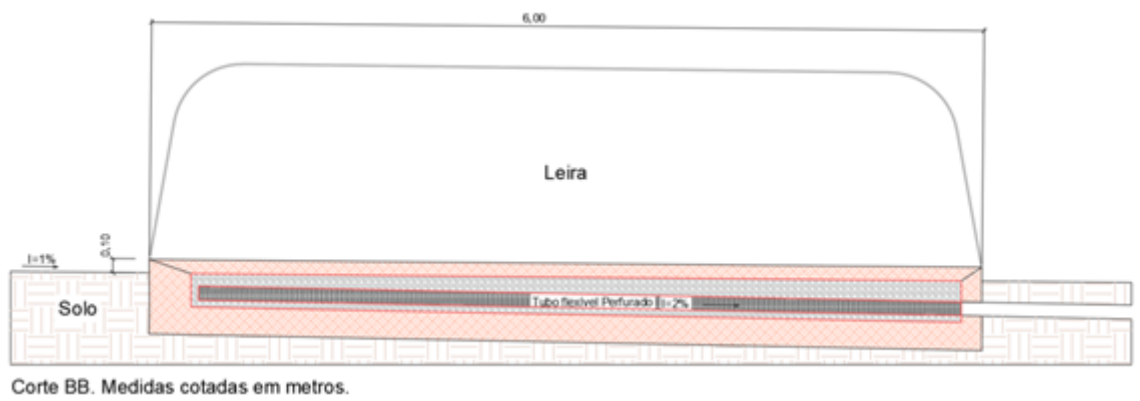 6,00
Leira
0,10
I=1%
Solo
Tubo flexível Perfurado I=2%
Corte BB. Medidas cotadas em metros.